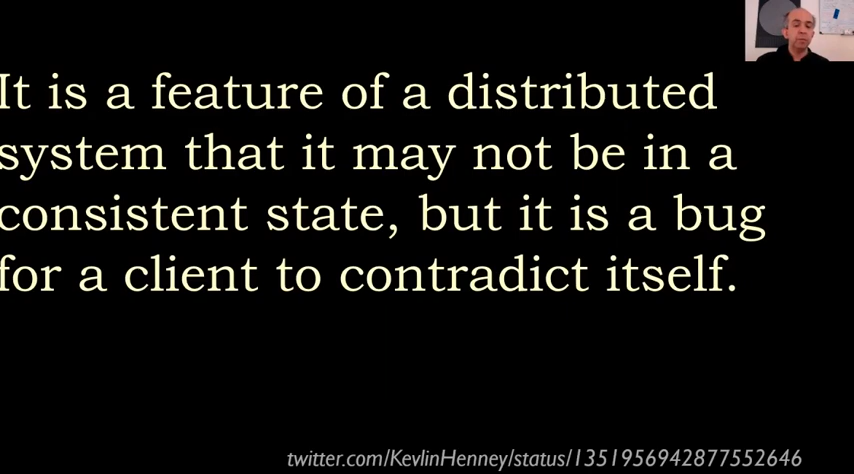 It is a feature of a distributed
system that it may not be in a
consistent state, but it is a bug
for a client to contradict itself.
twitter.com/KevlinHenney/status/1351956942877552646